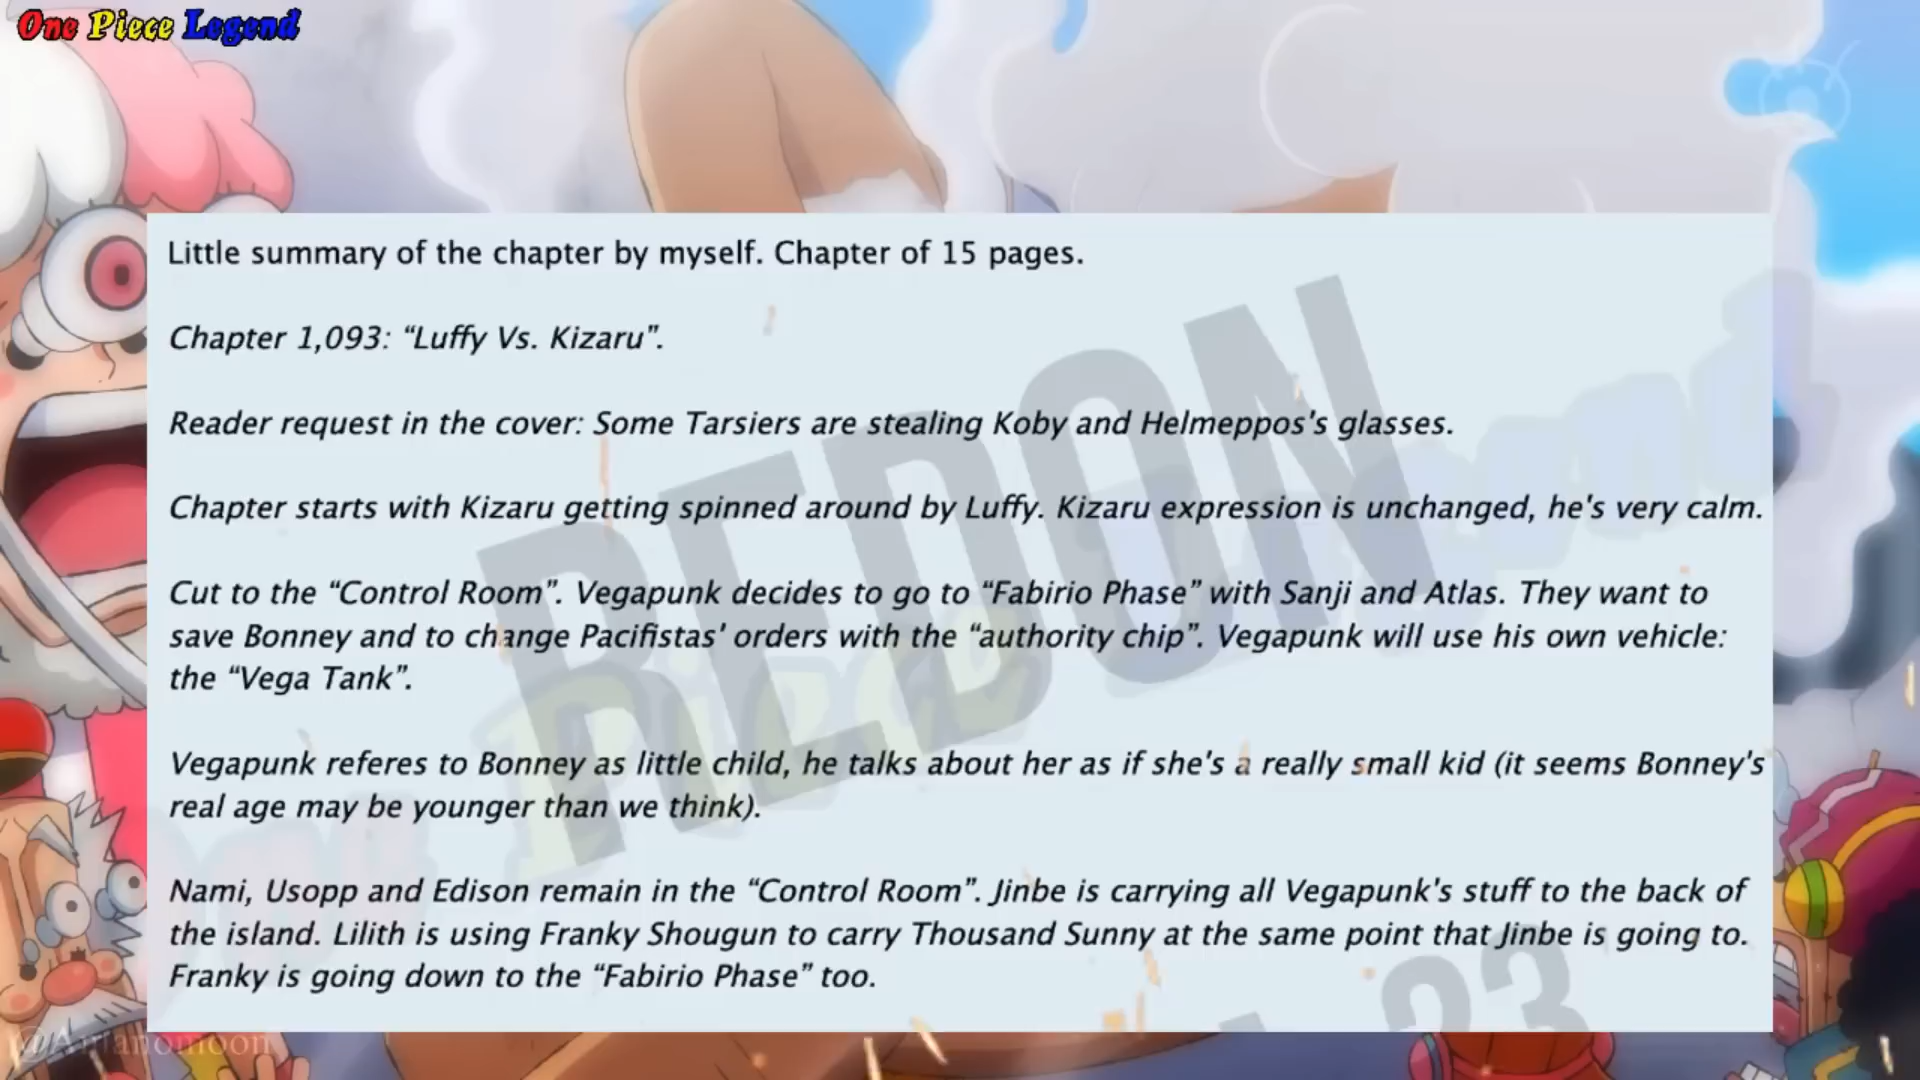 One Piece Legend
Little summary of the chapter by myself. Chapter of 15 pages.
Chapter 1,093: “Luffy Vs. Kizaru”.
Reader request in the cover: Some Tarsiers are stealing Koby and Helmeppos's glasses.
Chapter starts with Kizaru getting spinned around by Luffy. Kizaru expression is unchanged, he's very calm.
Cut to the “Control Room”. Vegapunk decides to go to “Fabirio Phase” with Sanji and Atlas. They want to
save Bonney and to change Pacifistas' orders with the “authority chip”. Vegapunk will use his own vehicle:
the “Vega Tank”.
Vegapunk referes to Bonney as little child, he talks about her as if she's a really small kid (it seems Bonney's
real age may be younger than we think).
Nami, Usopp and Edison remain in the “Control Room”. Jinbe is carrying all Vegapunk's stuff to the back of
the island. Lilith is using Franky Shougun to carry Thousand Sunny at the same point that Jinbe is going to.
Franky is going down to the “Fabirio Phase” too.
REDON